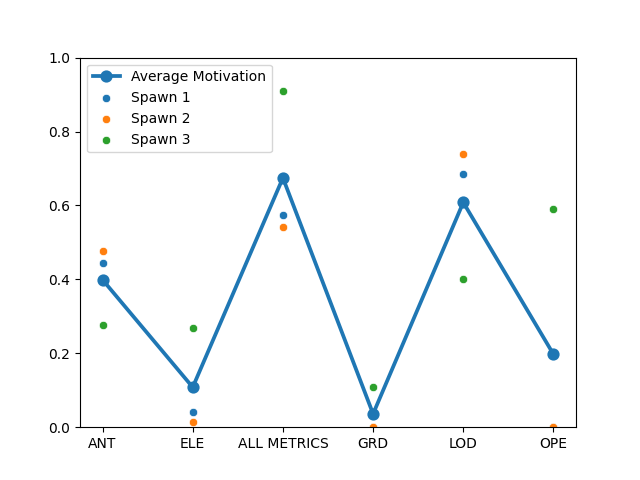 1.0
0.8
0.6
0.4
0.2
0.0
Average Motivation
Spawn 1
Spawn 2
Spawn 3
ANT ELE ALL METRICS GRD LOD OPE